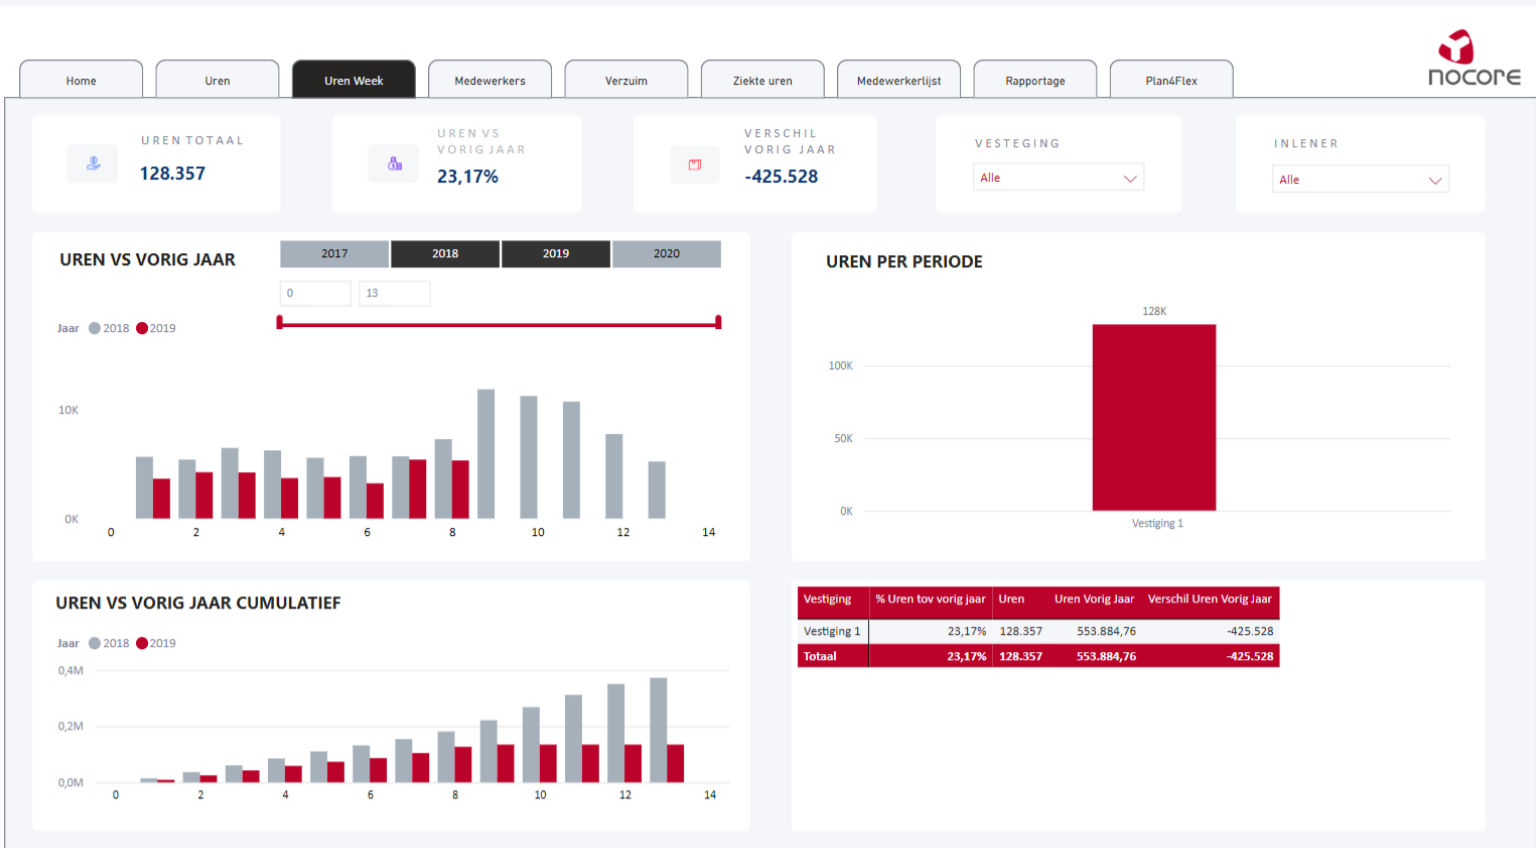 nocore
Home
Uren
Uren Week
Medewerkers
Verzuim
Ziekte uren
Medewerkerlijst
Rapportage
Plan4Flex
UREN TOTAAL
128.357
UREN VS
VORIG JAAR
23,17%
VERSCHIL
VORIG JAAR
-425.528
VESTEGING
Alle
INLENER
Alle
UREN VS VORIG JAAR
2017 2018 2019 2020
0 13
Jaar 2018 2019
10K
0K
0 2 4 6 8 10 12 14
UREN PER PERIODE
128K
100K
50K
0K
Vestiging 1
UREN VS VORIG JAAR CUMULATIEF
Jaar 2018 2019
0,4M
0,2M
0,0M
0 2 4 6 8 10 12 14
Vestiging % Uren tov vorig jaar Uren Uren Vorig Jaar Verschil Uren Vorig Jaar
Vestiging 1 23,17% 128.357 553.884,76 -425.528
Totaal 23,17% 128.357 553.884,76 -425.528